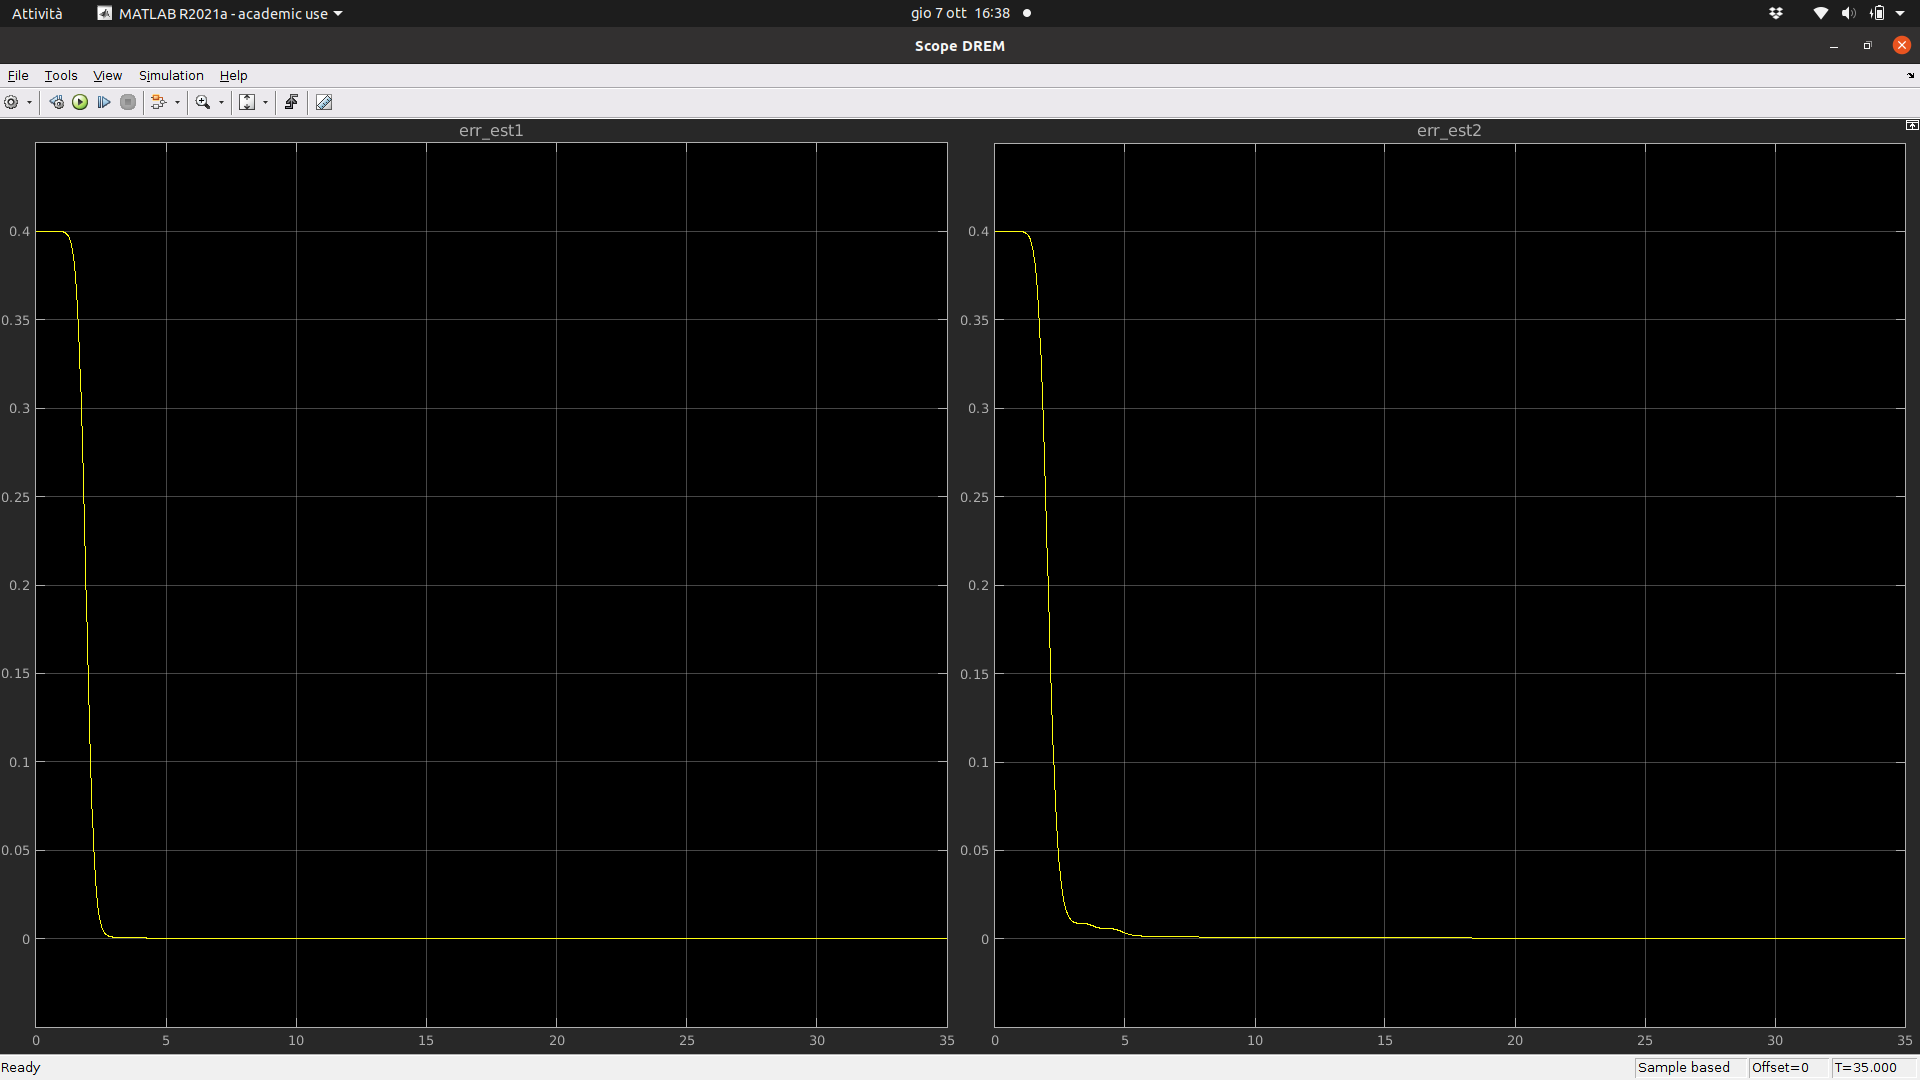 Attività MATLAB R2021a - academic use gio 7 ott 16:38
Scope DREM
File Tools View Simulation Help
err_est1
0.4
0.35
0.3
0.25
0.2
0.15
0.1
0.05
0
0 5 10 15 20 25 30 35
err_est2
0.4
0.35
0.3
0.25
0.2
0.15
0.1
0.05
0
0 5 10 15 20 25 30 35
Ready Sample based Offset=0 T=35.000